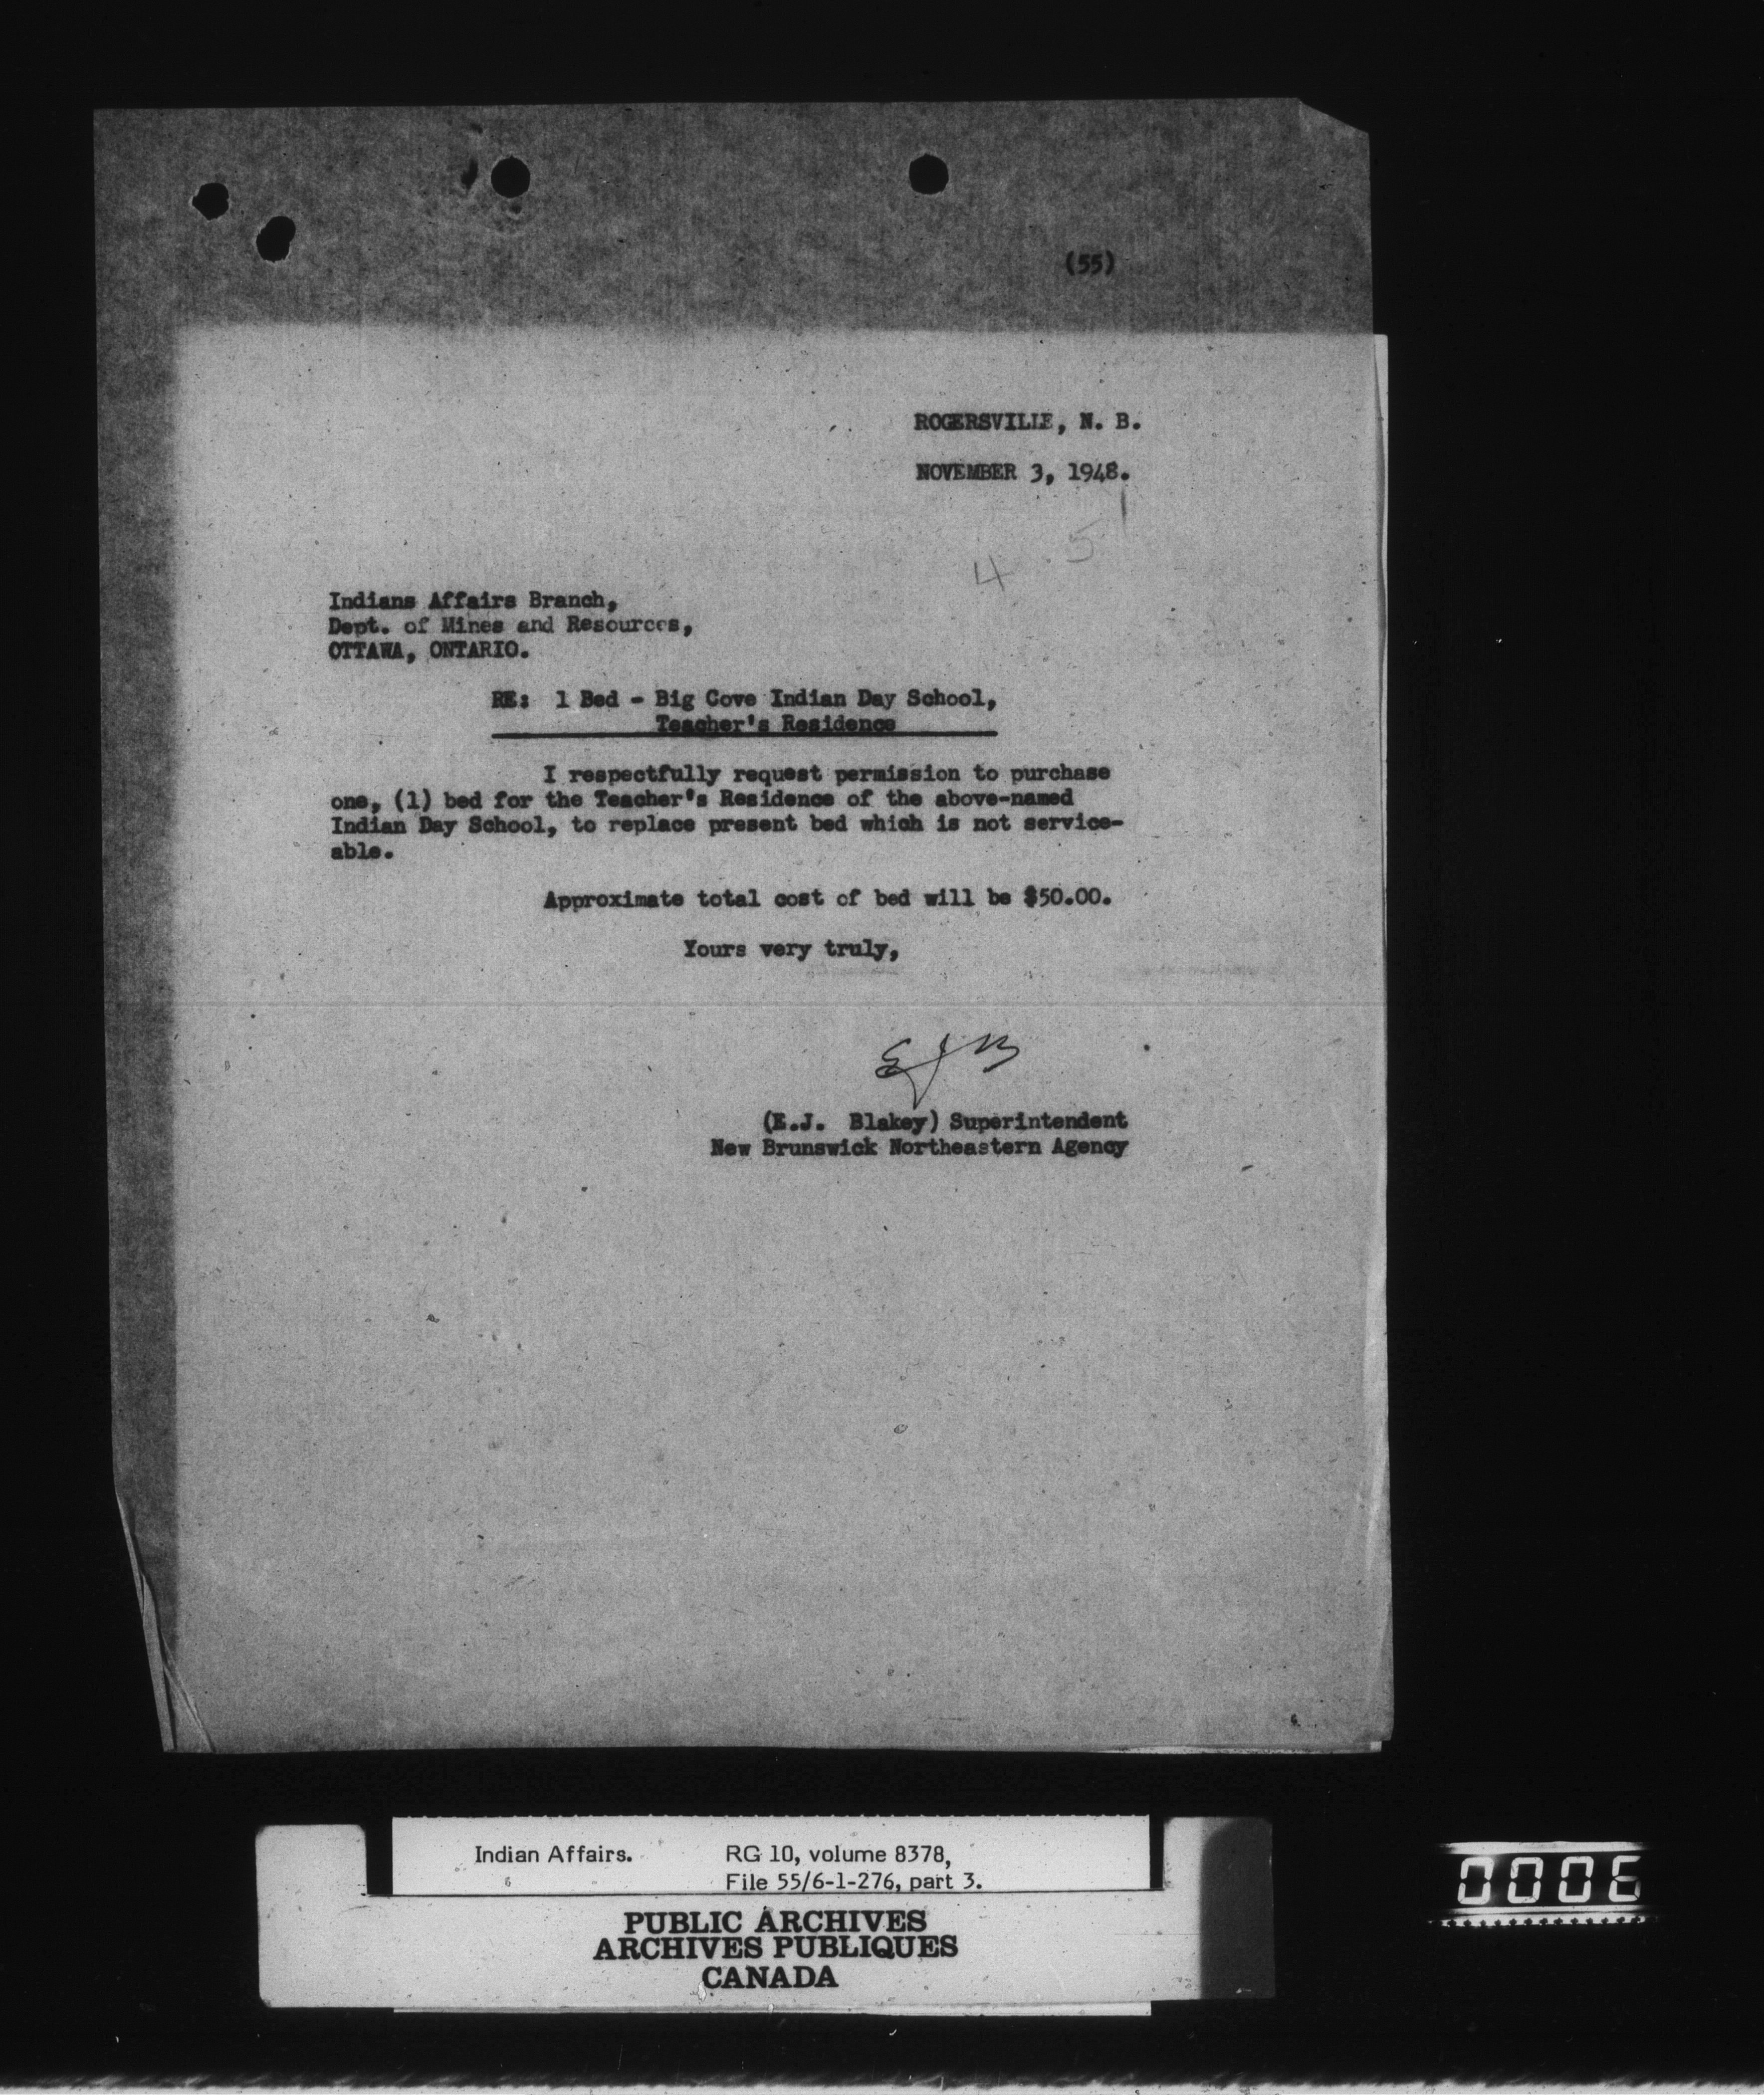 (55)
ROGERSVILLE, N. B.
NOVEMBER 3, 1948.
4 . 5
Indians Affairs Branch,
Dept. of Mines and Resources,
OTTAWA, ONTARIO.
RE: 1 Bed - Big Cove Indian Day School,
Teacher's Residence
I respectfully request permission to purchase
one, (1) bed for the Teacher's Residence of the above-named
Indian Day School, to replace present bed which is not service-
able.
Approximate total cost of bed will be $50.00.
Yours very truly,
EJB
(E.J. Blakey) Superintendent
New Brunswick Northeastern Agency
Indian Affairs. RG 10, volume 8378,
File 55/6-1-276, part 3.
PUBLIC ARCHIVES
ARCHIVES PUBLIQUES
CANADA
0006